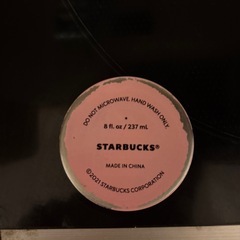 DO NOT MICROWAVE. HAND WASH ONLY.
8 fl. oz / 237 mL
STARBUCKS®
MADE IN CHINA
©2021 STARBUCKS CORPORATION